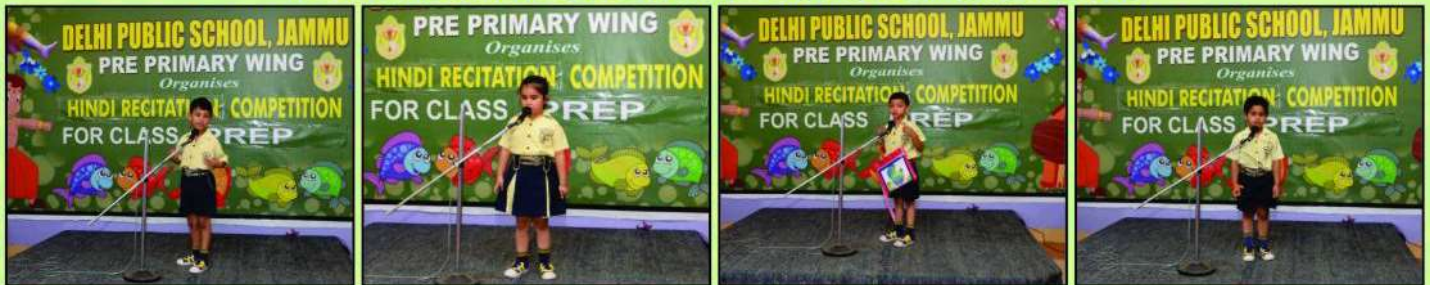 DELHI PUBLIC SCHOOL, JAMMU
PRE PRIMARY WING
Organises
HINDI RECITATION COMPETITION
FOR CLASS PREP
PRE PRIMARY WING
Organises
HINDI RECITATION COMPETITION
FOR CLASS PREP
DELHI PUBLIC SCHOOL, JAMMU
PRE PRIMARY WING
Organises
HINDI RECITATION COMPETITION
FOR CLASS PREP
DELHI PUBLIC SCHOOL, JAMMU
PRE PRIMARY WING
Organises
HINDI RECITATION COMPETITION
FOR CLASS PREP